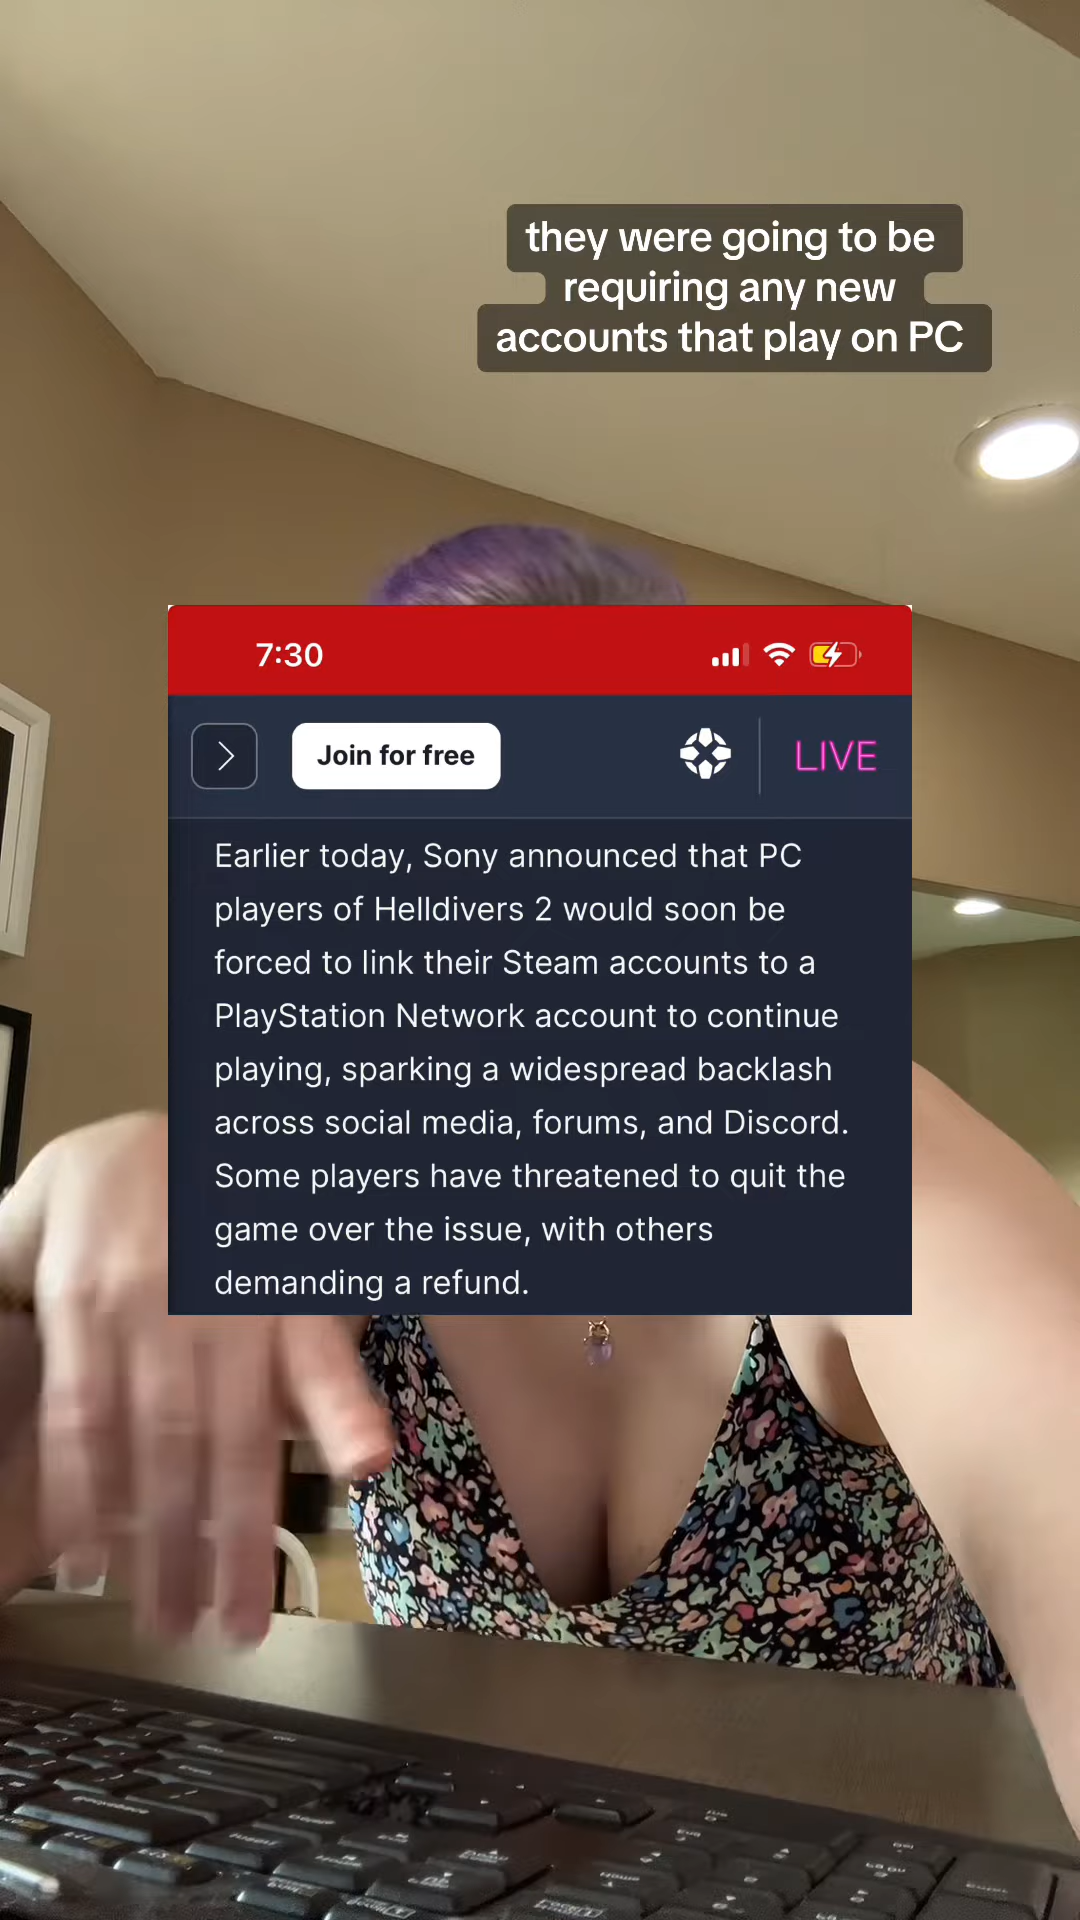 they were going to be
requiring any new
accounts that play on PC
7:30
Join for free
LIVE
Earlier today, Sony announced that PC
players of Helldivers 2 would soon be
forced to link their Steam accounts to a
PlayStation Network account to continue
playing, sparking a widespread backlash
across social media, forums, and Discord.
Some players have threatened to quit the
game over the issue, with others
demanding a refund.